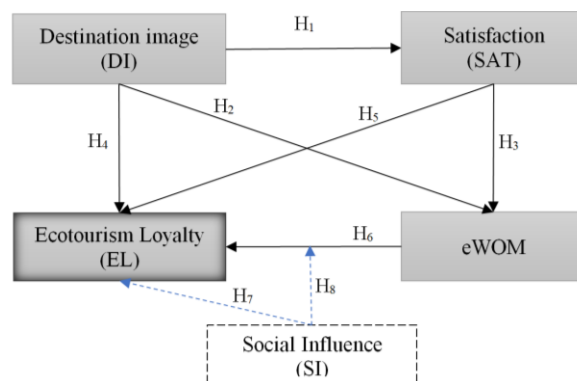 Destination image
(DI)
H₁
Satisfaction
(SAT)
H₂
H₅
H₄
H₃
Ecotourism Loyalty
(EL)
H₆
eWOM
H₇
H₈
Social Influence
(SI)